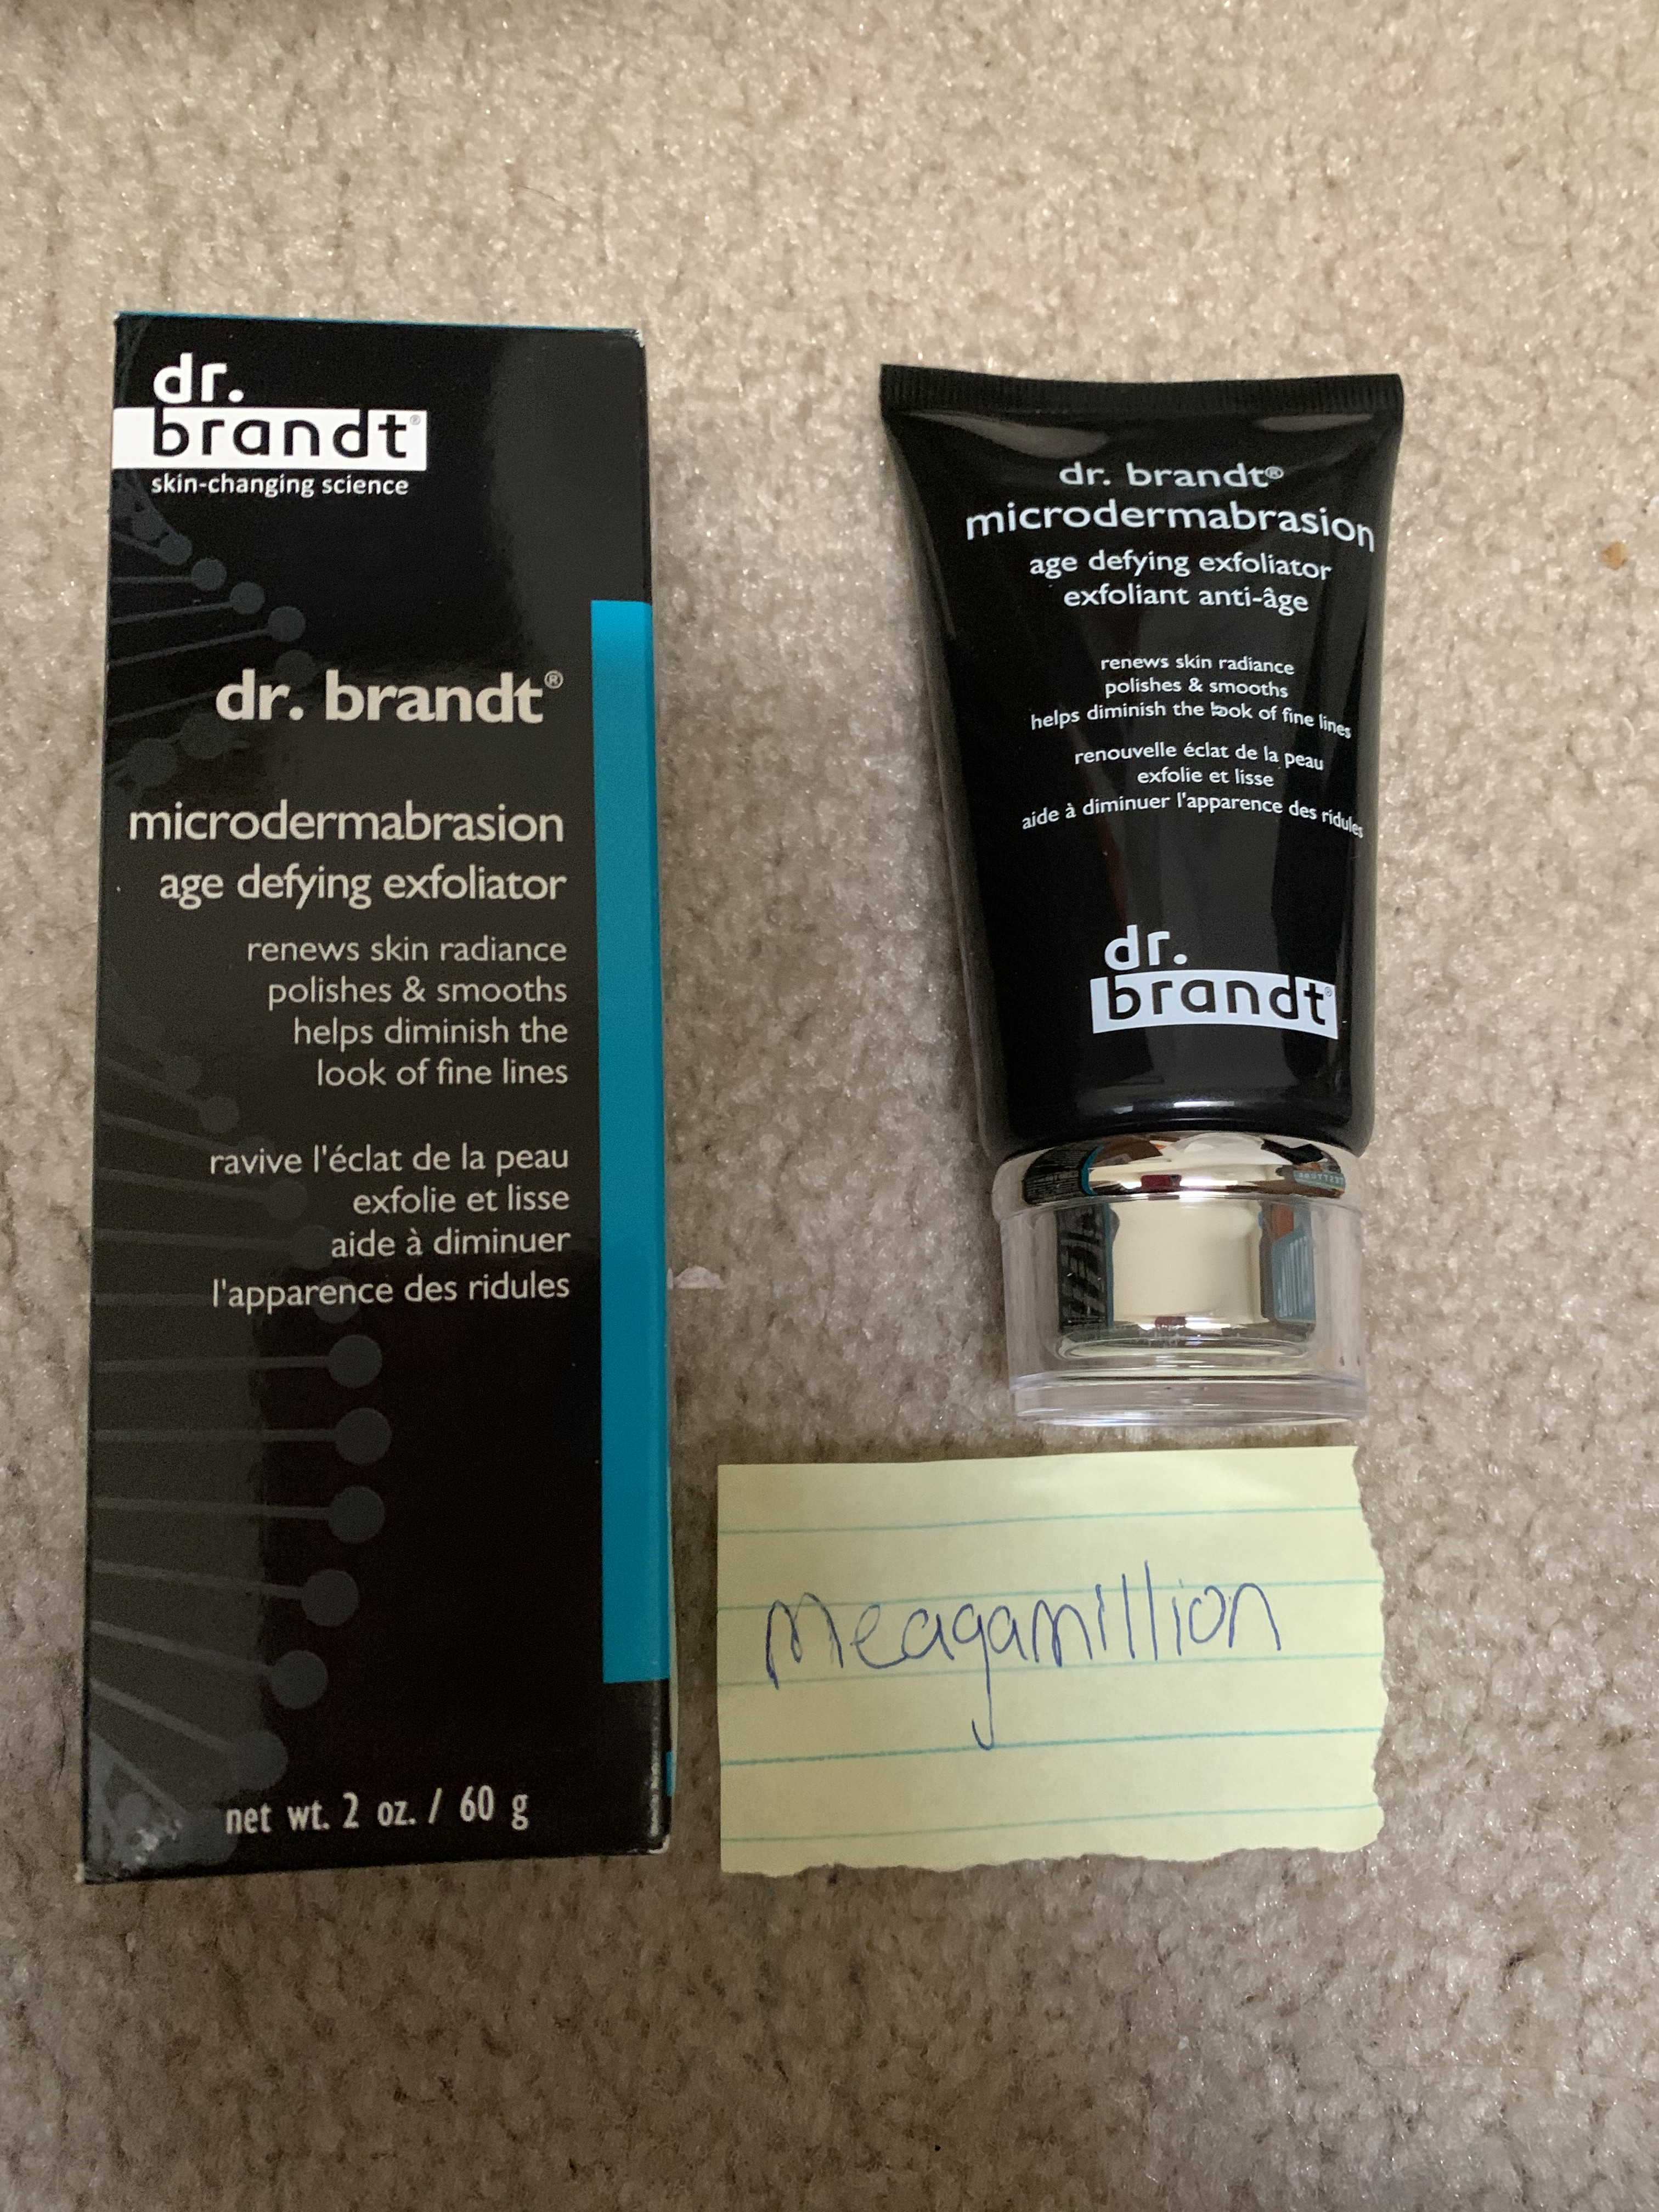 dr.
brandt®
skin-changing science
dr. brandt®
microdermabrasion
age defying exfoliator
renews skin radiance
polishes & smooths
helps diminish the
look of fine lines
ravive l'éclat de la peau
exfolie et lisse
aide à diminuer
l'apparence des ridules
net wt. 2 oz. / 60 g
dr. brandt®
microdermabrasion
age defying exfoliator
exfoliant anti-âge
renews skin radiance
polishes & smooths
helps diminish the look of fine lines
renouvelle éclat de la peau
exfolie et lisse
aide à diminuer l'apparence des ridules
dr.
brandt®
meagamillion